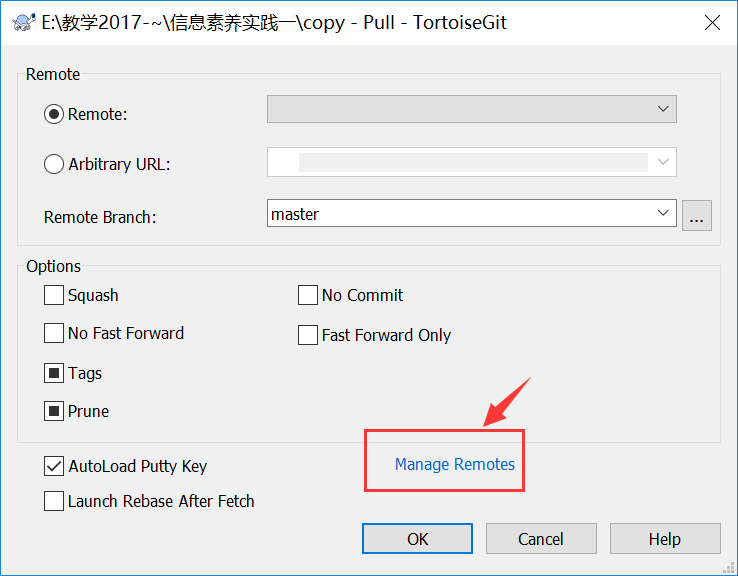 E:\教学2017-~\信息素养实践一\copy - Pull - TortoiseGit
Remote
Remote:
Arbitrary URL:
Remote Branch: master ...
Options
Squash No Commit
No Fast Forward Fast Forward Only
Tags
Prune
AutoLoad Putty Key Manage Remotes
Launch Rebase After Fetch
OK Cancel Help